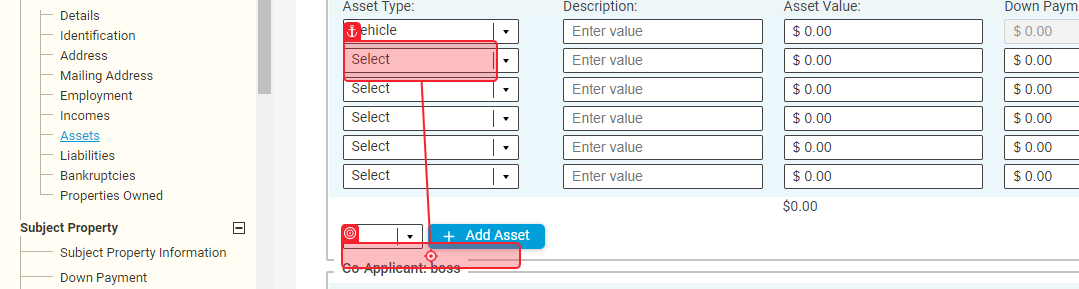 Details
Identification
Address
Mailing Address
Employment
Incomes
Assets
Liabilities
Bankruptcies
Properties Owned
Subject Property
Subject Property Information
Down Payment
Asset Type: Description: Asset Value: Down Paym
ehicle Enter value $ 0.00 $ 0.00
Select Enter value $ 0.00 $ 0.00
Select Enter value $ 0.00 $ 0.00
Select Enter value $ 0.00 $ 0.00
Select Enter value $ 0.00 $ 0.00
Select Enter value $ 0.00 $ 0.00
$0.00
+ Add Asset
Co-Applicant: boss